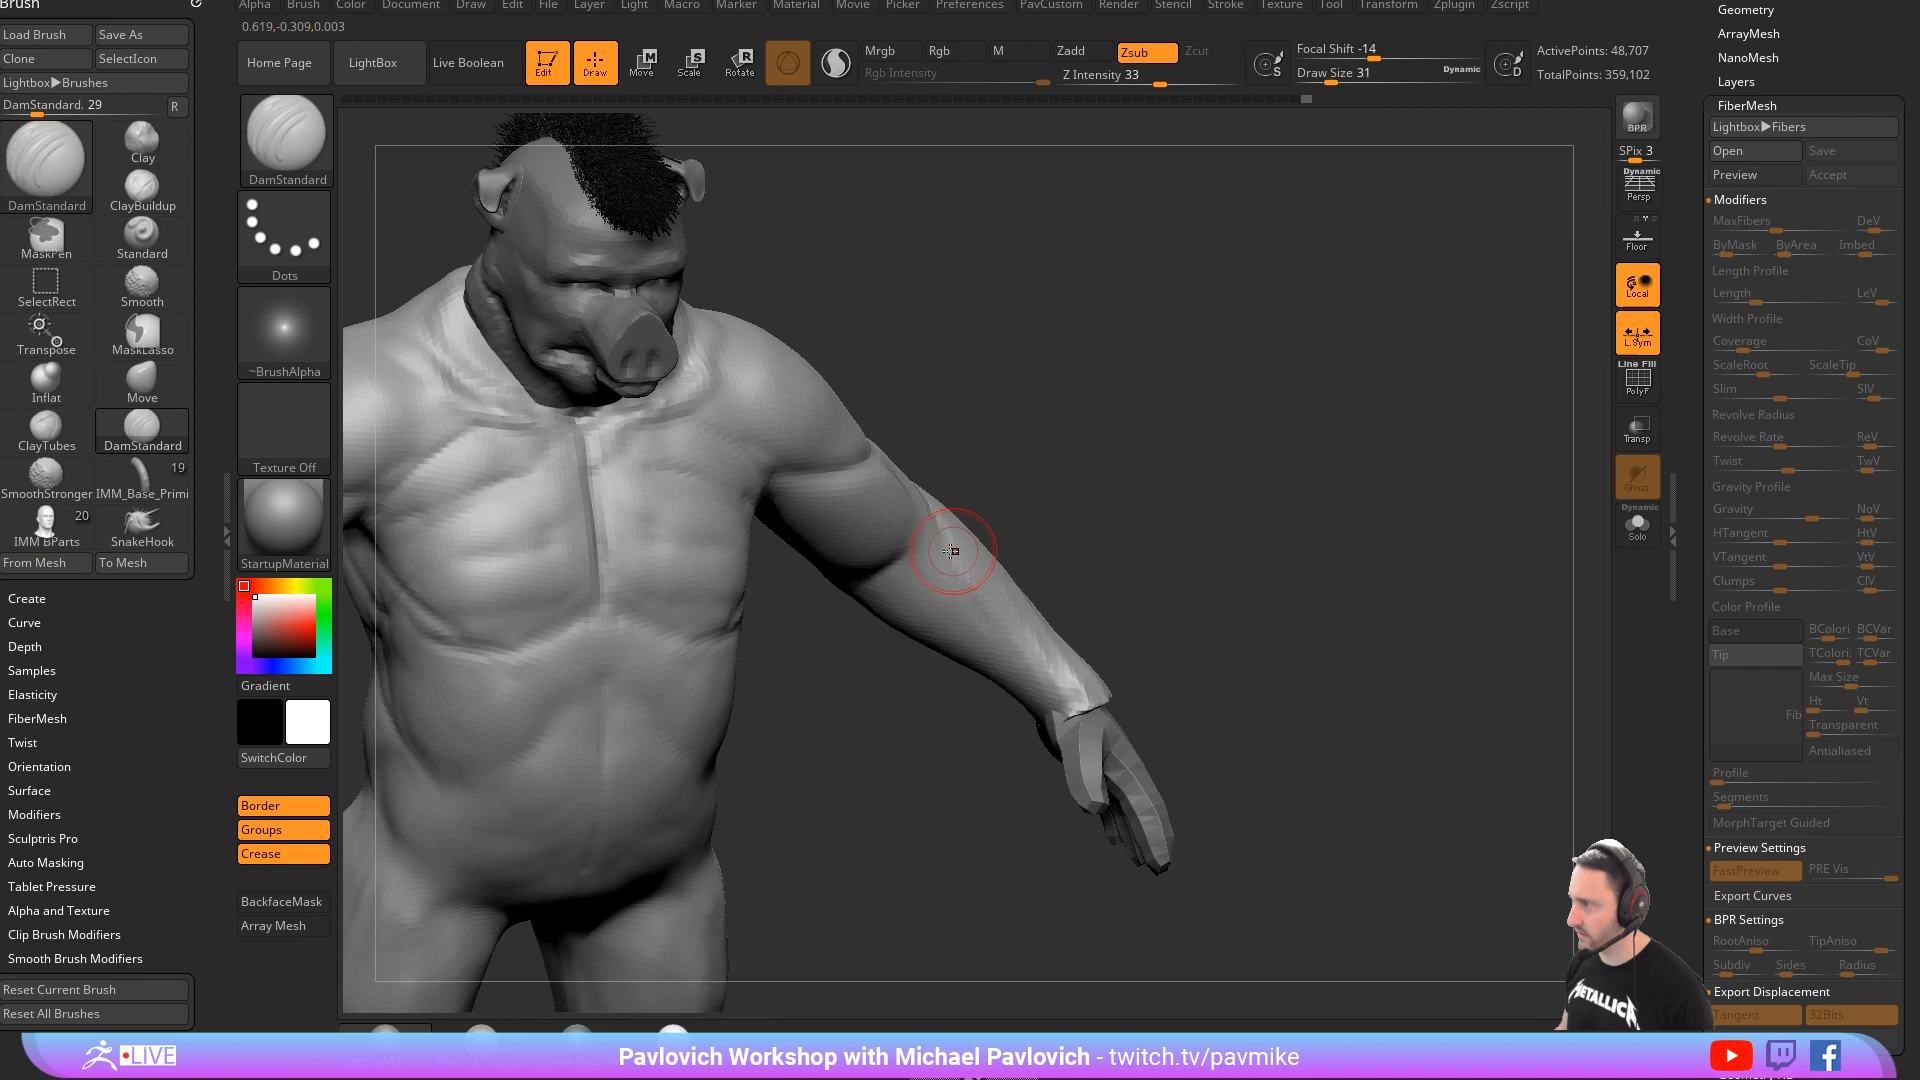 Brush
Alpha Brush Color Document Draw Edit File Layer Light Macro Marker Material Movie Picker Preferences PavCustom Render Stencil Stroke Texture Tool Transform Zplugin Zscript
0.619,-0.309,0.003
Load Brush Save As
Clone SelectIcon
Lightbox▶Brushes
DamStandard. 29 R
DamStandard
Clay
ClayBuildup
MaskPen Standard
SelectRect Smooth
Transpose MaskLasso
Inflat Move
ClayTubes DamStandard
19
SmoothStronger IMM_Base_Primi
20
IMM BParts SnakeHook
From Mesh To Mesh
Create
Curve
Depth
Samples
Elasticity
FiberMesh
Twist
Orientation
Surface
Modifiers
Sculptris Pro
Auto Masking
Tablet Pressure
Alpha and Texture
Clip Brush Modifiers
Smooth Brush Modifiers
Reset Current Brush
Reset All Brushes
Home Page LightBox Live Boolean Edit Draw Move Scale Rotate
Mrgb Rgb M Zadd Zsub Zcut
Rgb Intensity Z Intensity 33
S
Focal Shift -14
Draw Size 31 Dynamic
D
ActivePoints: 48,707
TotalPoints: 359,102
DamStandard
Dots
~BrushAlpha
Texture Off
StartupMaterial
Gradient
SwitchColor
Border
Groups
Crease
BackfaceMask
Array Mesh
BPR
SPix 3
Dynamic
Persp
Floor
Local
L.Sym
Line Fill
PolyF
Transp
Ghost
Dynamic
Solo
Geometry
ArrayMesh
NanoMesh
Layers
FiberMesh
Lightbox▶Fibers
Open Save
Preview Accept
Modifiers
MaxFibers DeV
ByMask ByArea Imbed
Length Profile
Length LeV
Width Profile
Coverage CoV
ScaleRoot ScaleTip
Slim SlV
Revolve Radius
Revolve Rate ReV
Twist TwV
Gravity Profile
Gravity NoV
HTangent HtV
VTangent VtV
Clumps ClV
Color Profile
Base BColori BCVar
Tip TColori: TCVar
Max Size
Ht Vt
Fib
Transparent
Antialiased
Profile
Segments
MorphTarget Guided
Preview Settings
FastPreview PRE Vis
Export Curves
BPR Settings
RootAniso TipAniso
Subdiv Sides Radius
Export Displacement
Tangent 32Bits
METALLICA
LIVE
Pavlovich Workshop with Michael Pavlovich - twitch.tv/pavmike